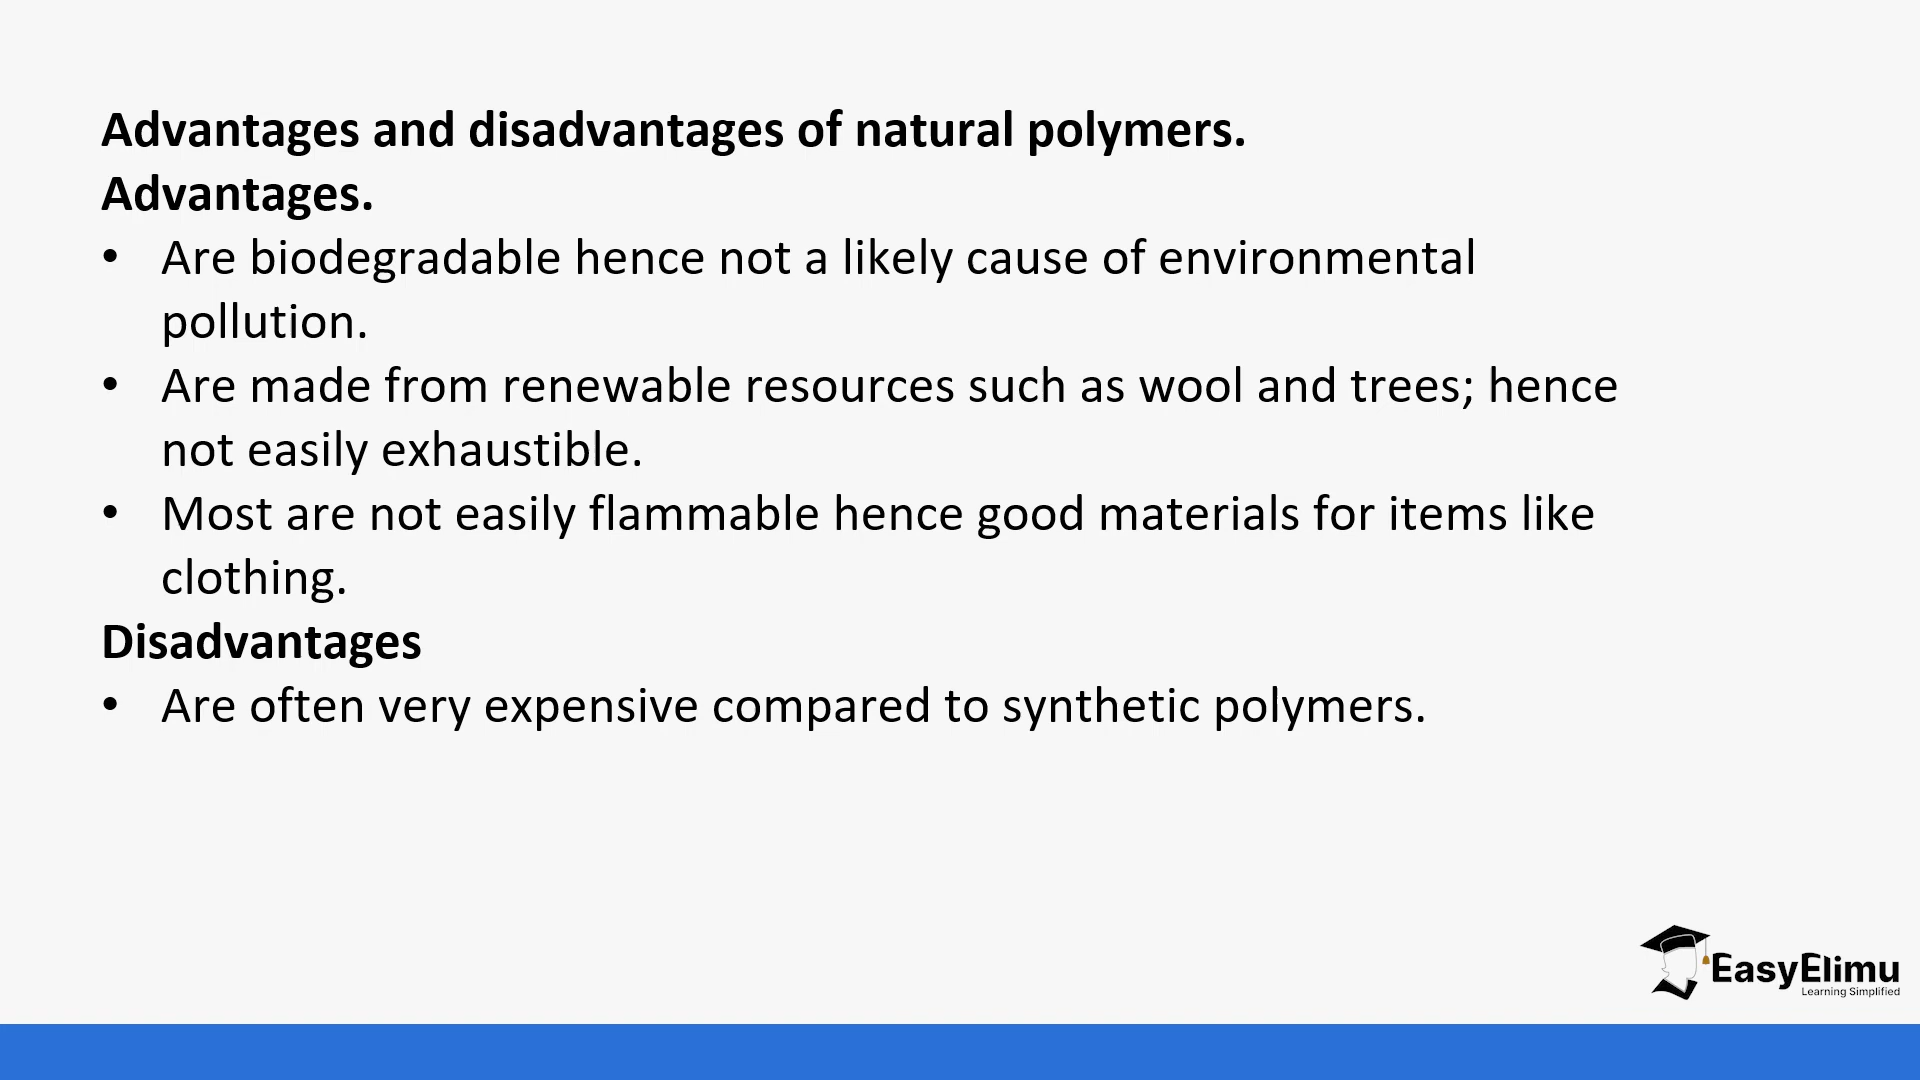 Advantages and disadvantages of natural polymers.
Advantages.
• Are biodegradable hence not a likely cause of environmental
pollution.
• Are made from renewable resources such as wool and trees; hence
not easily exhaustible.
• Most are not easily flammable hence good materials for items like
clothing.
Disadvantages
• Are often very expensive compared to synthetic polymers.
EasyElimu
Learning Simplified